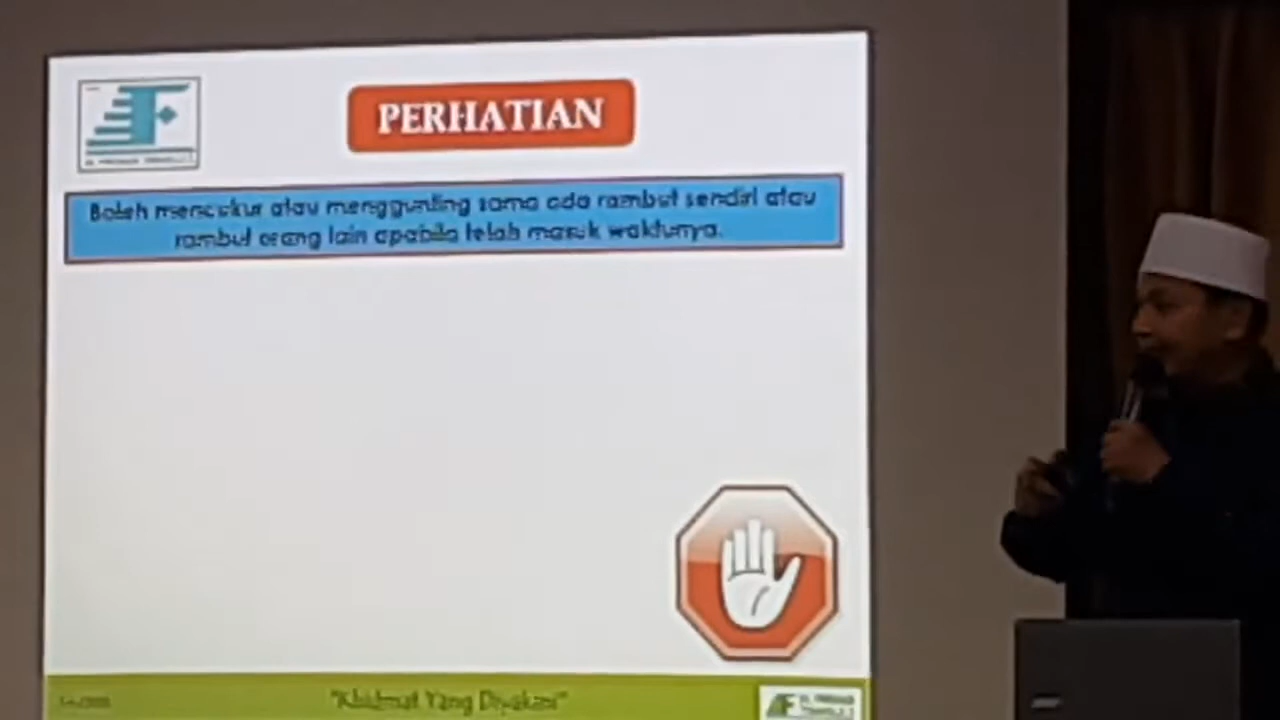 PERHATIAN
Boleh mencukur atau menggunting sama ada rambut sendiri atau
rambut orang lain apabila telah masuk waktunya.
"Khidmat Yang Diyakini"